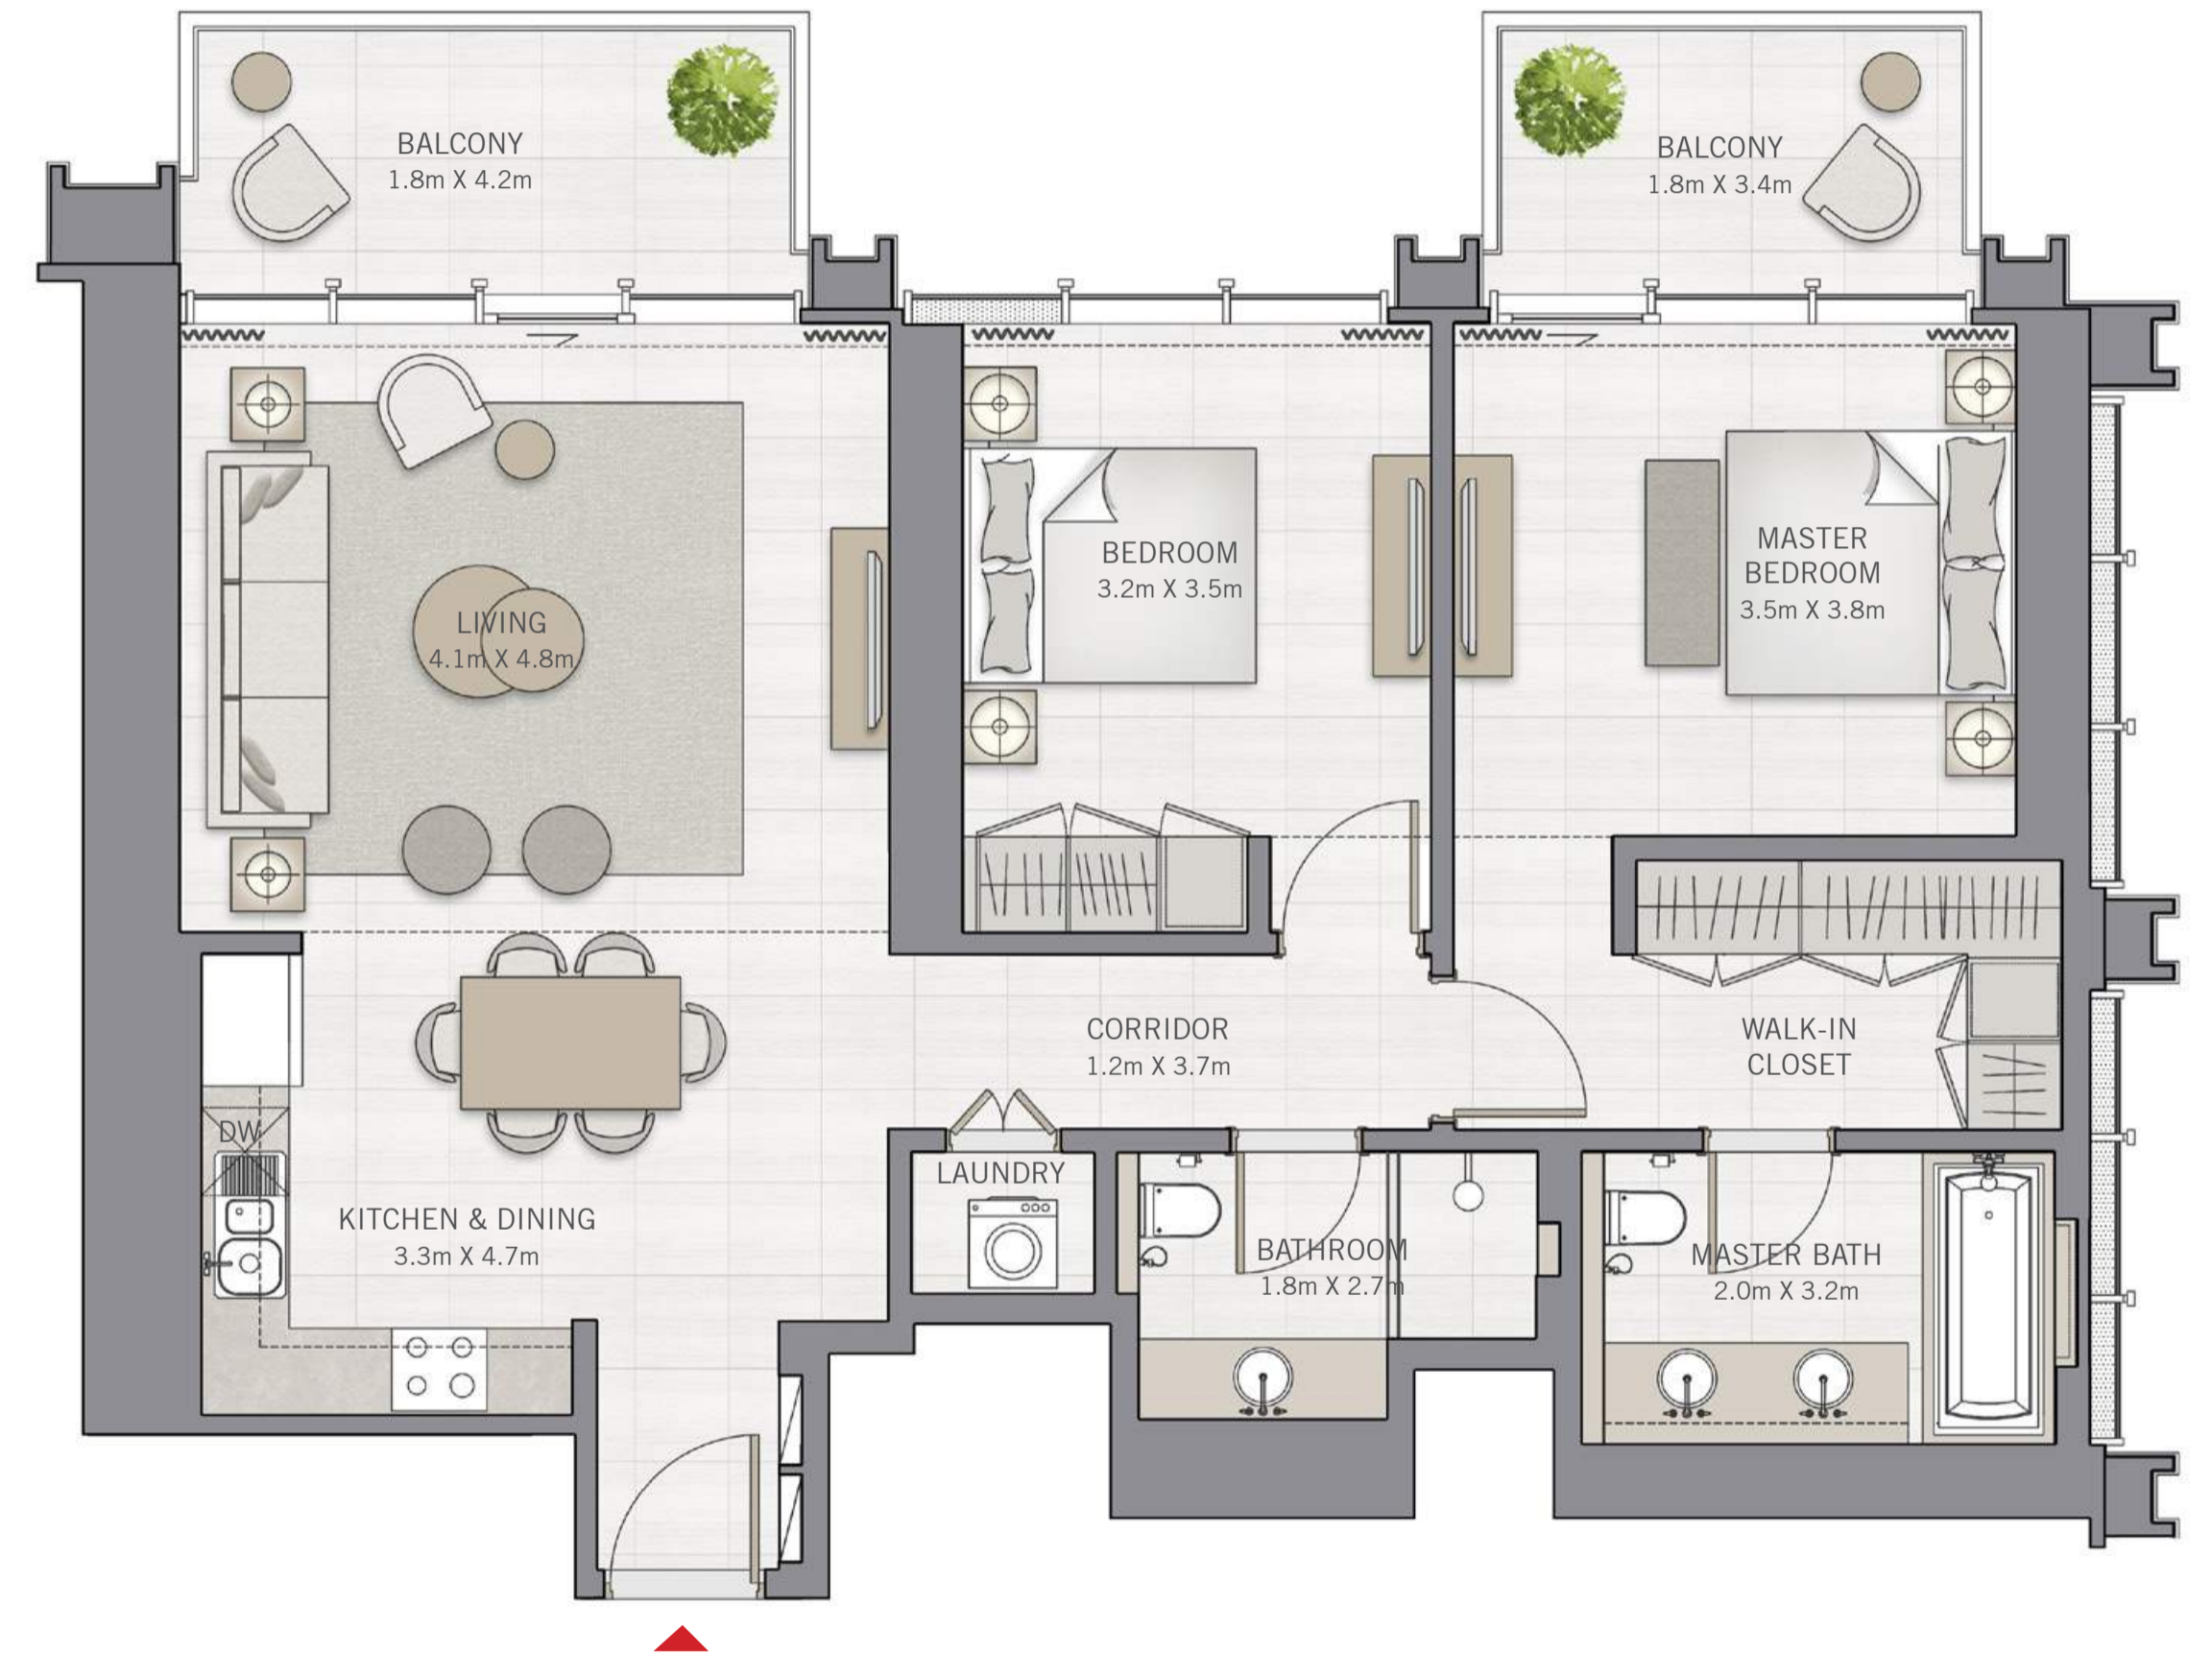 BALCONY
1.8m X 4.2m
BALCONY
1.8m X 3.4m
LIVING
4.1m X 4.8m
BEDROOM
3.2m X 3.5m
MASTER
BEDROOM
3.5m X 3.8m
CORRIDOR
1.2m X 3.7m
WALK-IN
CLOSET
DW
LAUNDRY
KITCHEN & DINING
3.3m X 4.7m
BATHROOM
1.8m X 2.7m
MASTER BATH
2.0m X 3.2m